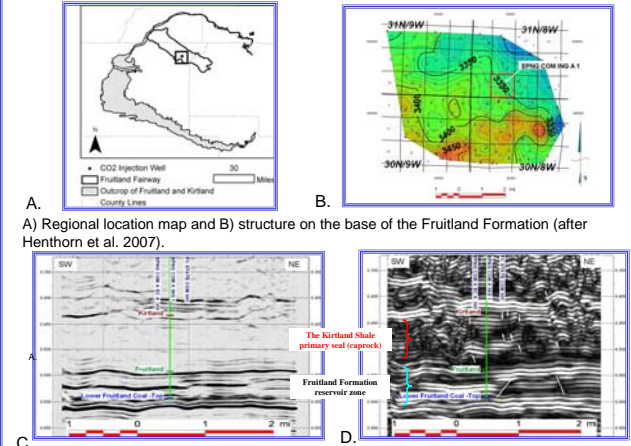 N
CO2 Injection Well
30
Fruitland Fairway
Miles
Outcrop of Fruitland and Kirtland
County Lines
A.
31N/9W
31N/8W
EPNG COM ING A 1
3350
3350
3400
3400
3450
30N/9W
30N/8W
B.
A) Regional location map and B) structure on the base of the Fruitland Formation (after
Henthorn et al. 2007).
SW
NE
Kirtland
A.
Fruitland
Lower Fruitland Coal -Top
1 0 1 2 mi
C.
SW
NE
Kirtland
The Kirtland Shale
primary seal (caprock)
Fruitland
Fruitland Formation
reservoir zone
Lower Fruitland Coal -Top
1 0 1 2 mi
D.